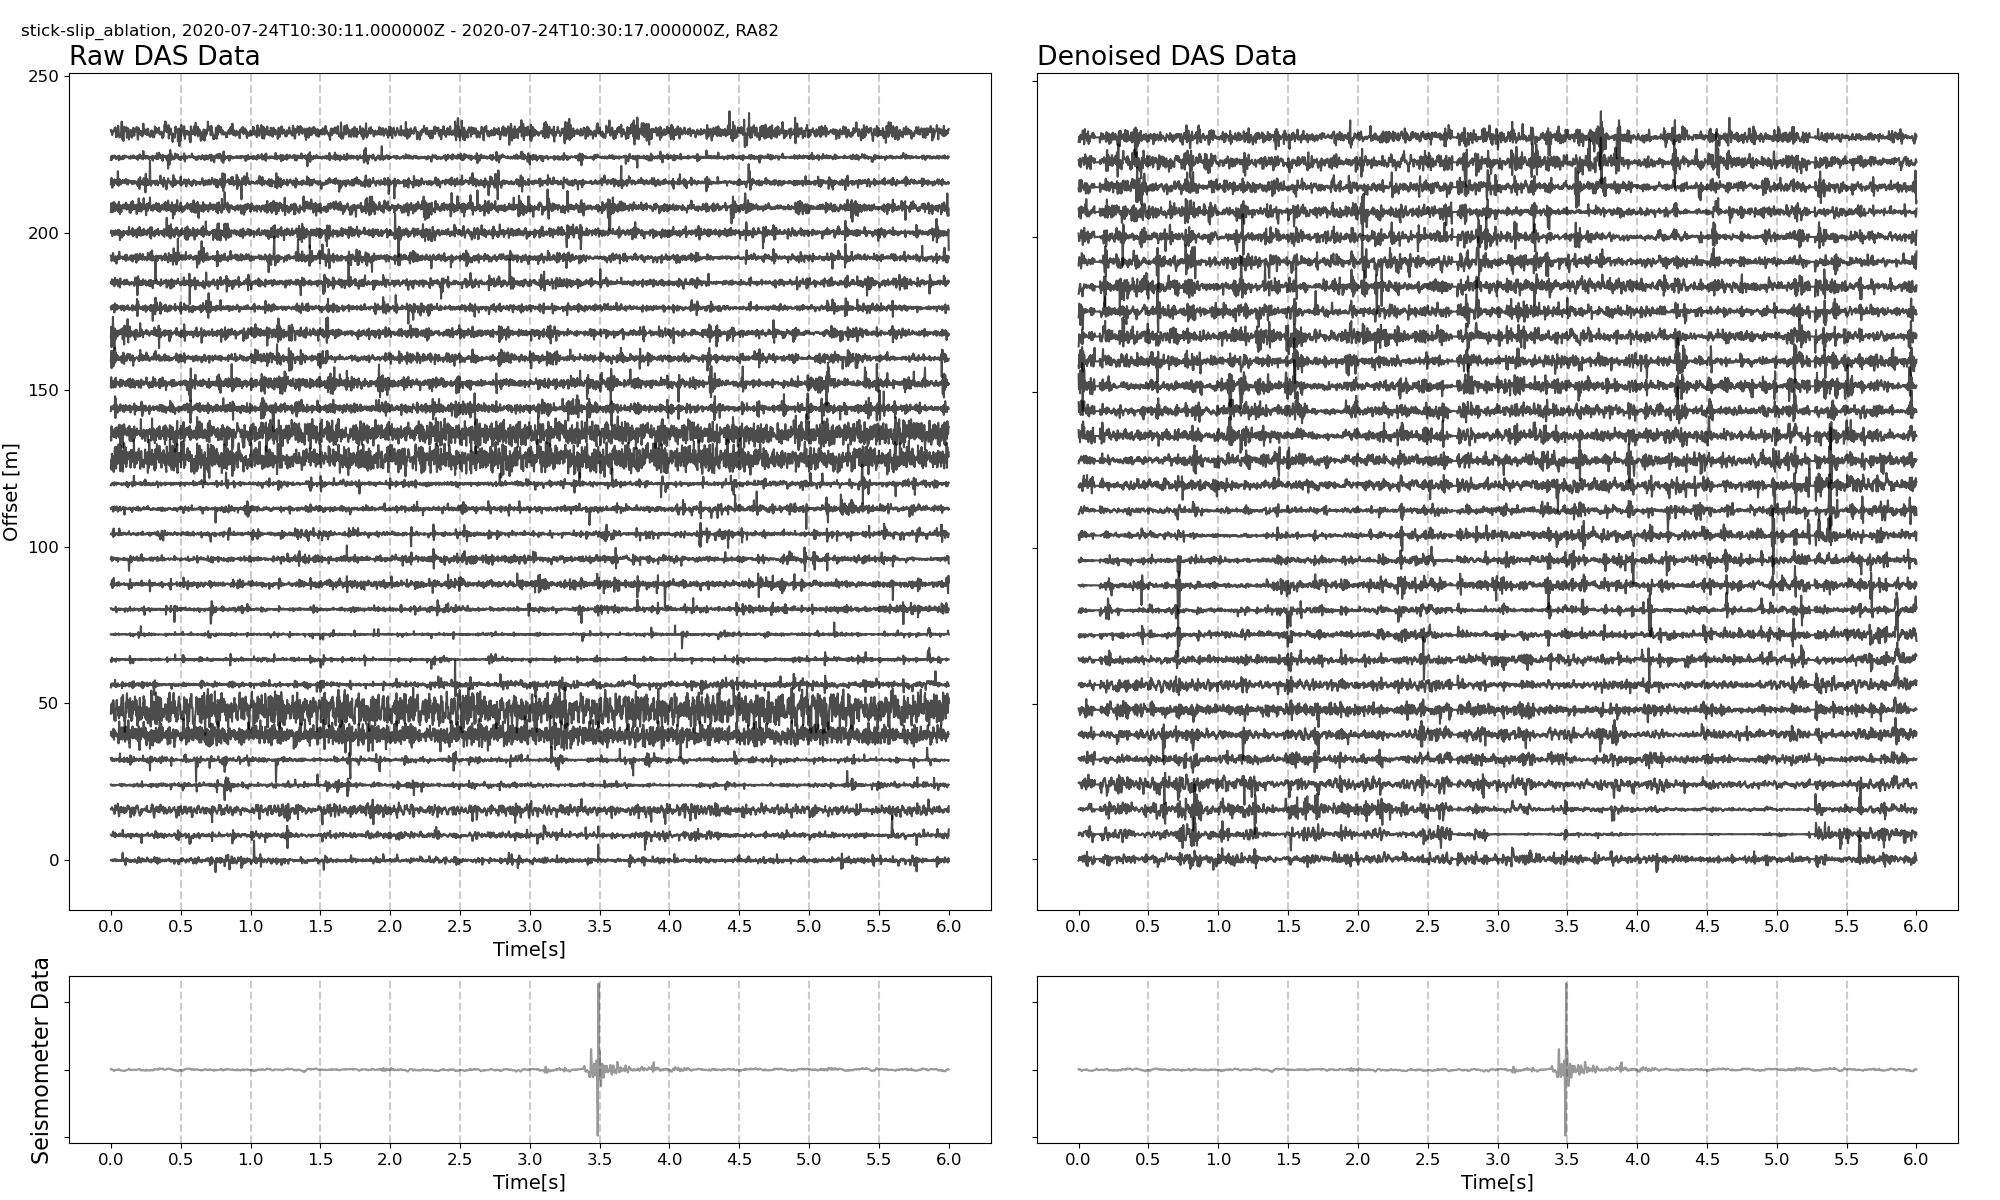 stick-slip_ablation, 2020-07-24T10:30:11.000000Z - 2020-07-24T10:30:17.000000Z, RA82
Raw DAS Data
Denoised DAS Data
250
200
150
100
50
0
Offset [m]
0.0 0.5 1.0 1.5 2.0 2.5 3.0 3.5 4.0 4.5 5.0 5.5 6.0
Time[s]
0.0 0.5 1.0 1.5 2.0 2.5 3.0 3.5 4.0 4.5 5.0 5.5 6.0
Seismometer Data
0.0 0.5 1.0 1.5 2.0 2.5 3.0 3.5 4.0 4.5 5.0 5.5 6.0
Time[s]
0.0 0.5 1.0 1.5 2.0 2.5 3.0 3.5 4.0 4.5 5.0 5.5 6.0
Time[s]